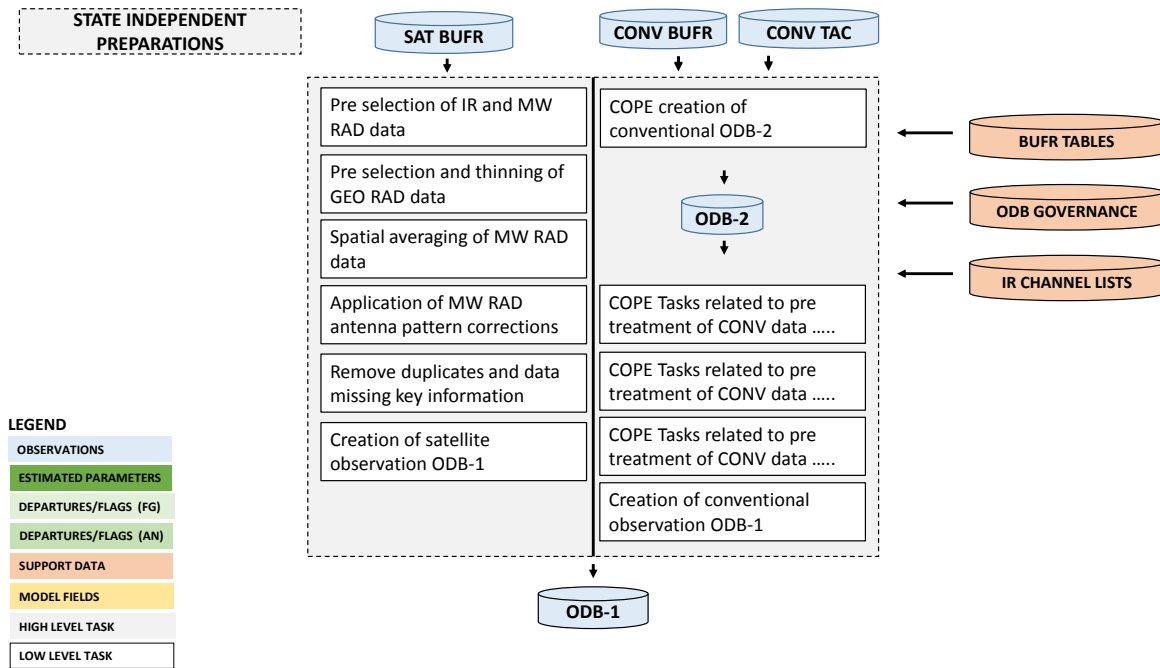 STATE INDEPENDENT
PREPARATIONS
SAT BUFR
CONV BUFR
CONV TAC
Pre selection of IR and MW
RAD data
Pre selection and thinning of
GEO RAD data
Spatial averaging of MW RAD
data
Application of MW RAD
antenna pattern corrections
Remove duplicates and data
missing key information
Creation of satellite
observation ODB-1
COPE creation of
conventional ODB-2
ODB-2
COPE Tasks related to pre
treatment of CONV data …..
COPE Tasks related to pre
treatment of CONV data …..
COPE Tasks related to pre
treatment of CONV data …..
Creation of conventional
observation ODB-1
BUFR TABLES
ODB GOVERNANCE
IR CHANNEL LISTS
ODB-1
LEGEND
OBSERVATIONS
ESTIMATED PARAMETERS
DEPARTURES/FLAGS (FG)
DEPARTURES/FLAGS (AN)
SUPPORT DATA
MODEL FIELDS
HIGH LEVEL TASK
LOW LEVEL TASK